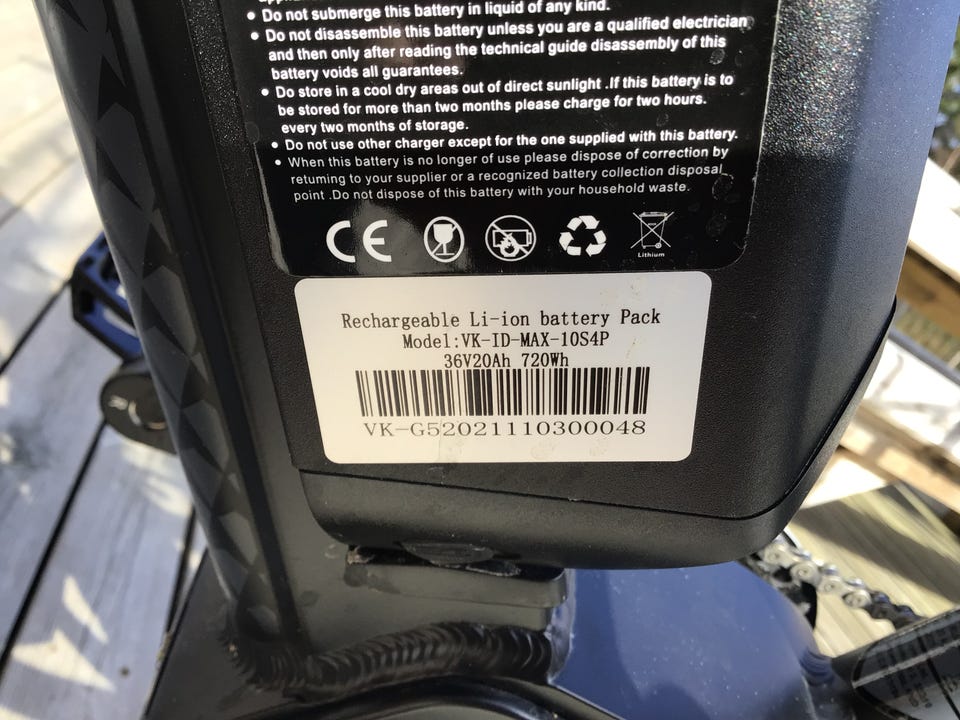 • Do not submerge this battery in liquid of any kind.
• Do not disassemble this battery unless you are a qualified electrician
and then only after reading the technical guide disassembly of this
battery voids all guarantees.
• Do store in a cool dry areas out of direct sunlight .If this battery is to
be stored for more than two months please charge for two hours.
every two months of storage.
• Do not use other charger except for the one supplied with this battery.
• When this battery is no longer of use please dispose of correction by
returning to your supplier or a recognized battery collection disposal
point .Do not dispose of this battery with your household waste.
CE
Lithium
Rechargeable Li-ion battery Pack
Model:VK-ID-MAX-10S4P
36V20Ah 720Wh
VK-G52021110300048